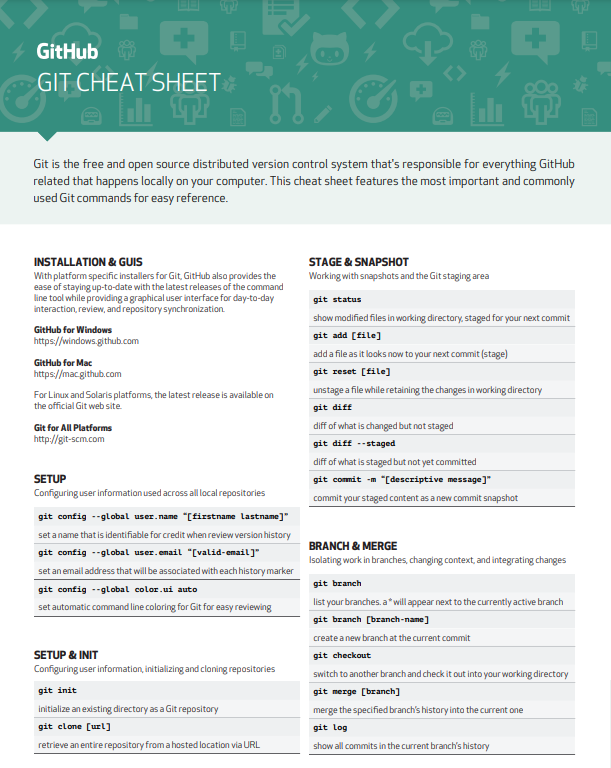 GitHub
GIT CHEAT SHEET
Git is the free and open source distributed version control system that's responsible for everything GitHub
related that happens locally on your computer. This cheat sheet features the most important and commonly
used Git commands for easy reference.
INSTALLATION & GUIS
With platform specific installers for Git, GitHub also provides the
ease of staying up-to-date with the latest releases of the command
line tool while providing a graphical user interface for day-to-day
interaction, review, and repository synchronization.
GitHub for Windows
https://windows.github.com
GitHub for Mac
https://mac.github.com
For Linux and Solaris platforms, the latest release is available on
the official Git web site.
Git for All Platforms
http://git-scm.com
SETUP
Configuring user information used across all local repositories
git config --global user.name “[firstname lastname]”
set a name that is identifiable for credit when review version history
git config --global user.email “[valid-email]”
set an email address that will be associated with each history marker
git config --global color.ui auto
set automatic command line coloring for Git for easy reviewing
SETUP & INIT
Configuring user information, initializing and cloning repositories
git init
initialize an existing directory as a Git repository
git clone [url]
retrieve an entire repository from a hosted location via URL
STAGE & SNAPSHOT
Working with snapshots and the Git staging area
git status
show modified files in working directory, staged for your next commit
git add [file]
add a file as it looks now to your next commit (stage)
git reset [file]
unstage a file while retaining the changes in working directory
git diff
diff of what is changed but not staged
git diff --staged
diff of what is staged but not yet committed
git commit -m “[descriptive message]”
commit your staged content as a new commit snapshot
BRANCH & MERGE
Isolating work in branches, changing context, and integrating changes
git branch
list your branches. a * will appear next to the currently active branch
git branch [branch-name]
create a new branch at the current commit
git checkout
switch to another branch and check it out into your working directory
git merge [branch]
merge the specified branch’s history into the current one
git log
show all commits in the current branch’s history